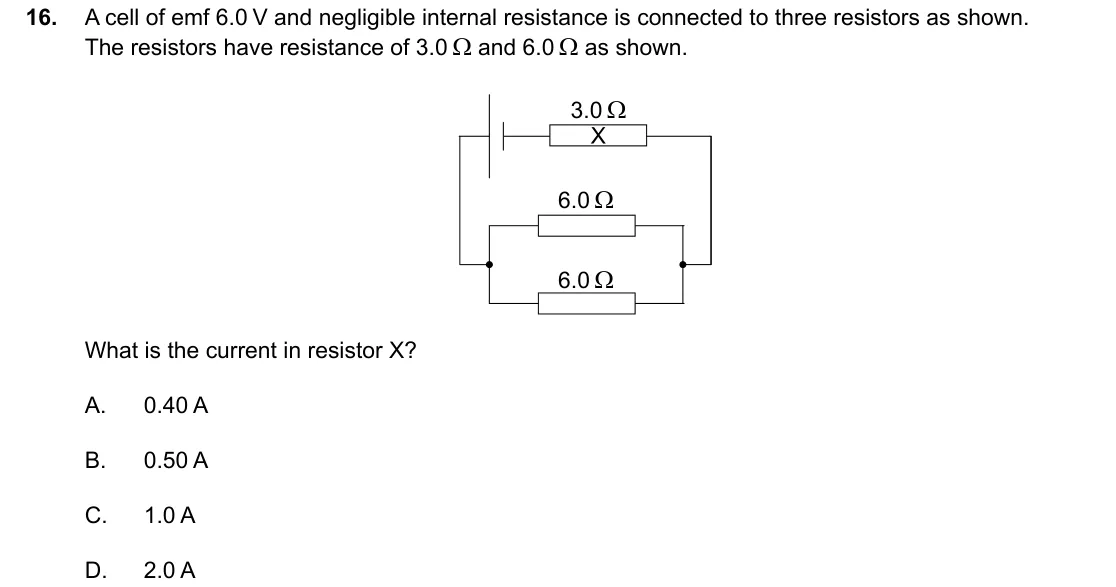 16. A cell of emf 6.0 V and negligible internal resistance is connected to three resistors as shown.
The resistors have resistance of 3.0 Ω and 6.0 Ω as shown.
3.0 Ω
X
6.0 Ω
6.0 Ω
What is the current in resistor X?
A. 0.40 A
B. 0.50 A
C. 1.0 A
D. 2.0 A